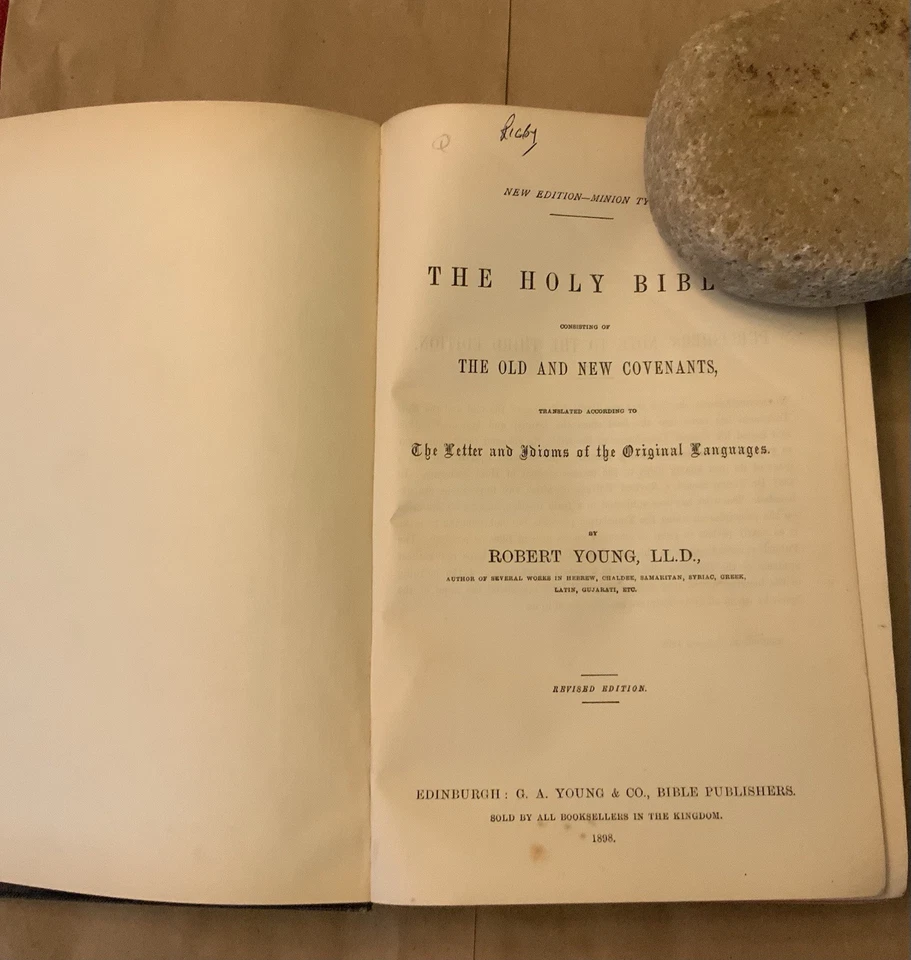 Rigby
NEW EDITION—MINION TY
THE HOLY BIBL
CONSISTING OF
THE OLD AND NEW COVENANTS,
TRANSLATED ACCORDING TO
The Letter and Idioms of the Original Languages.
BY
ROBERT YOUNG, LL.D.,
AUTHOR OF SEVERAL WORKS IN HEBREW, CHALDEE, SAMARITAN, SYRIAC, GREEK,
LATIN, GUJARATI, ETC.
REVISED EDITION.
EDINBURGH: G. A. YOUNG & CO., BIBLE PUBLISHERS.
SOLD BY ALL BOOKSELLERS IN THE KINGDOM.
1898.